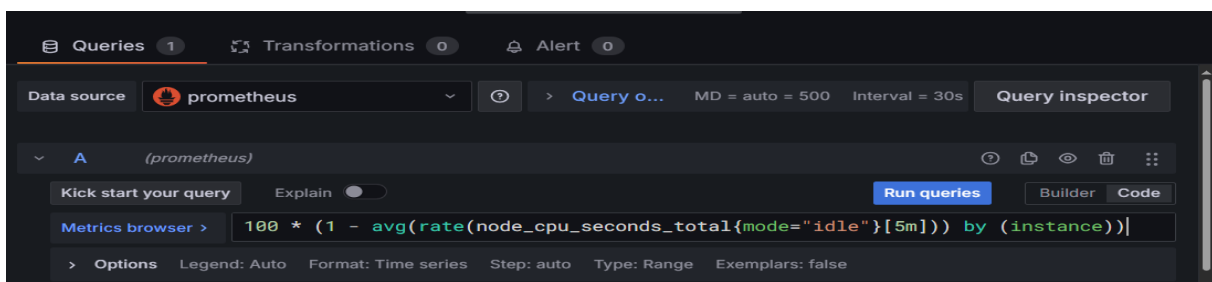 Queries 1 Transformations 0 Alert 0
Data source prometheus Query o... MD = auto = 500 Interval = 30s Query inspector
A (prometheus)
Kick start your query Explain Run queries Builder Code
Metrics browser > 100 * (1 - avg(rate(node_cpu_seconds_total{mode="idle"}[5m])) by (instance))
> Options Legend: Auto Format: Time series Step: auto Type: Range Exemplars: false